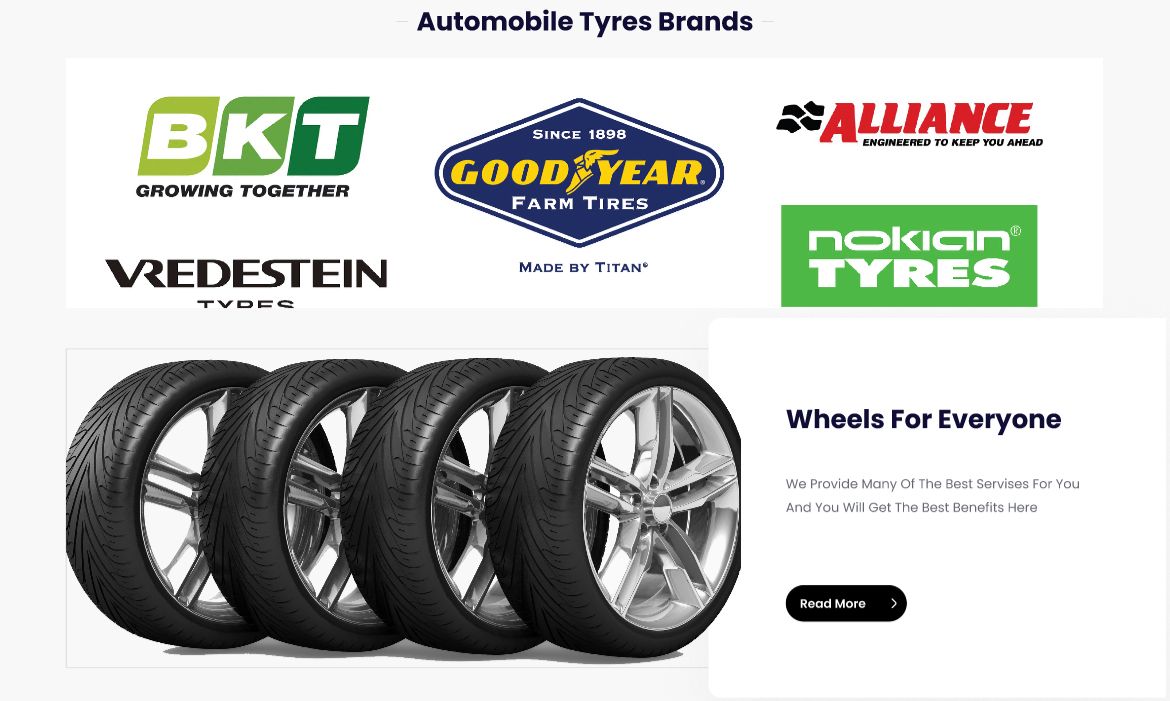 Automobile Tyres Brands
BKT
GROWING TOGETHER
SINCE 1898
GOODYEAR
FARM TIRES
MADE BY TITAN®
ALLIANCE
ENGINEERED TO KEEP YOU AHEAD
VREDESTEIN
TYRES
nokian®
TYRES
Wheels For Everyone
We Provide Many Of The Best Servises For You
And You Will Get The Best Benefits Here
Read More